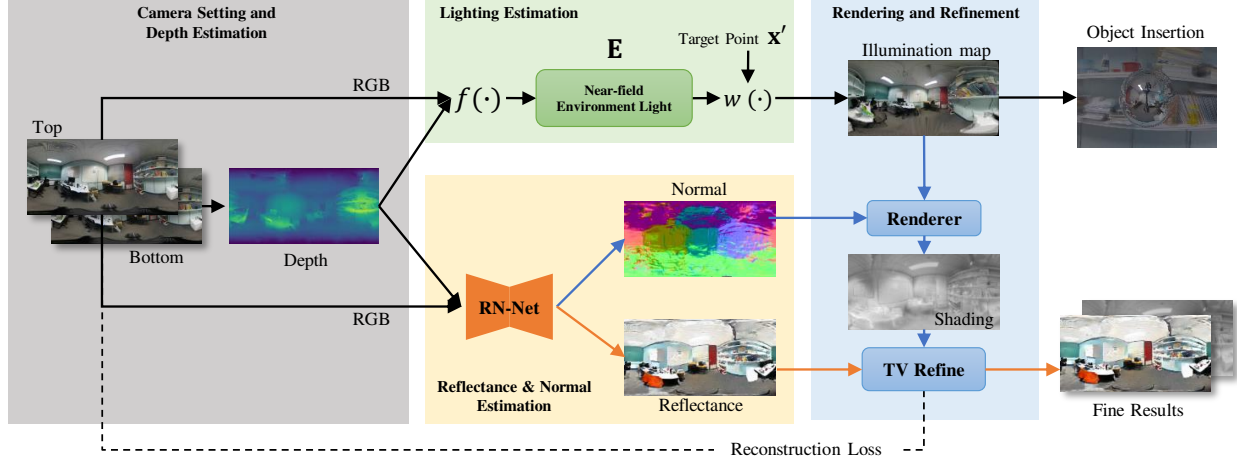 Camera Setting and
Depth Estimation
RGB
Top
Bottom
Depth
RGB
Lighting Estimation
E
Target Point x′
f(·)
Near-field
Environment Light
w(·)
Normal
RN-Net
Reflectance & Normal
Estimation
Reflectance
Rendering and Refinement
Illumination map
Renderer
Shading
TV Refine
Object Insertion
Fine Results
Reconstruction Loss